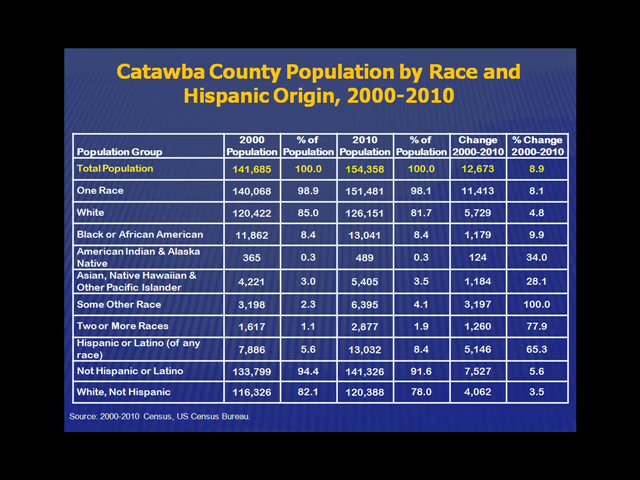 Catawba County Population by Race and
Hispanic Origin, 2000-2010
Population Group 2000 Population % of Population 2010 Population % of Population Change 2000-2010 % Change 2000-2010
Total Population 141,685 100.0 154,358 100.0 12,673 8.9
One Race 140,068 98.9 151,481 98.1 11,413 8.1
White 120,422 85.0 126,151 81.7 5,729 4.8
Black or African American 11,862 8.4 13,041 8.4 1,179 9.9
American Indian & Alaska Native 365 0.3 489 0.3 124 34.0
Asian, Native Hawaiian & Other Pacific Islander 4,221 3.0 5,405 3.5 1,184 28.1
Some Other Race 3,198 2.3 6,395 4.1 3,197 100.0
Two or More Races 1,617 1.1 2,877 1.9 1,260 77.9
Hispanic or Latino (of any race) 7,886 5.6 13,032 8.4 5,146 65.3
Not Hispanic or Latino 133,799 94.4 141,326 91.6 7,527 5.6
White, Not Hispanic 116,326 82.1 120,388 78.0 4,062 3.5
Source: 2000-2010 Census, US Census Bureau.